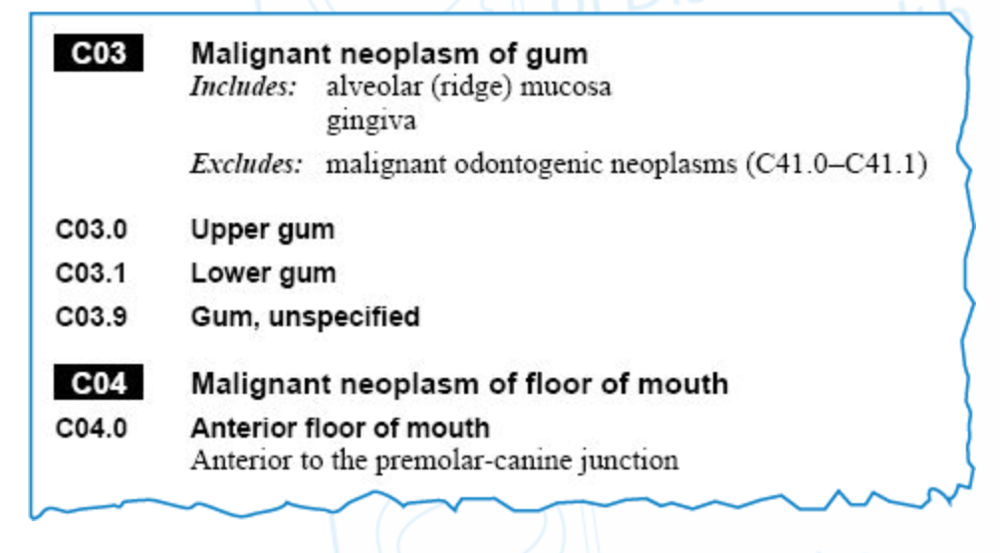 C03 Malignant neoplasm of gum
Includes: alveolar (ridge) mucosa
gingiva
Excludes: malignant odontogenic neoplasms (C41.0–C41.1)
C03.0 Upper gum
C03.1 Lower gum
C03.9 Gum, unspecified
C04 Malignant neoplasm of floor of mouth
C04.0 Anterior floor of mouth
Anterior to the premolar-canine junction